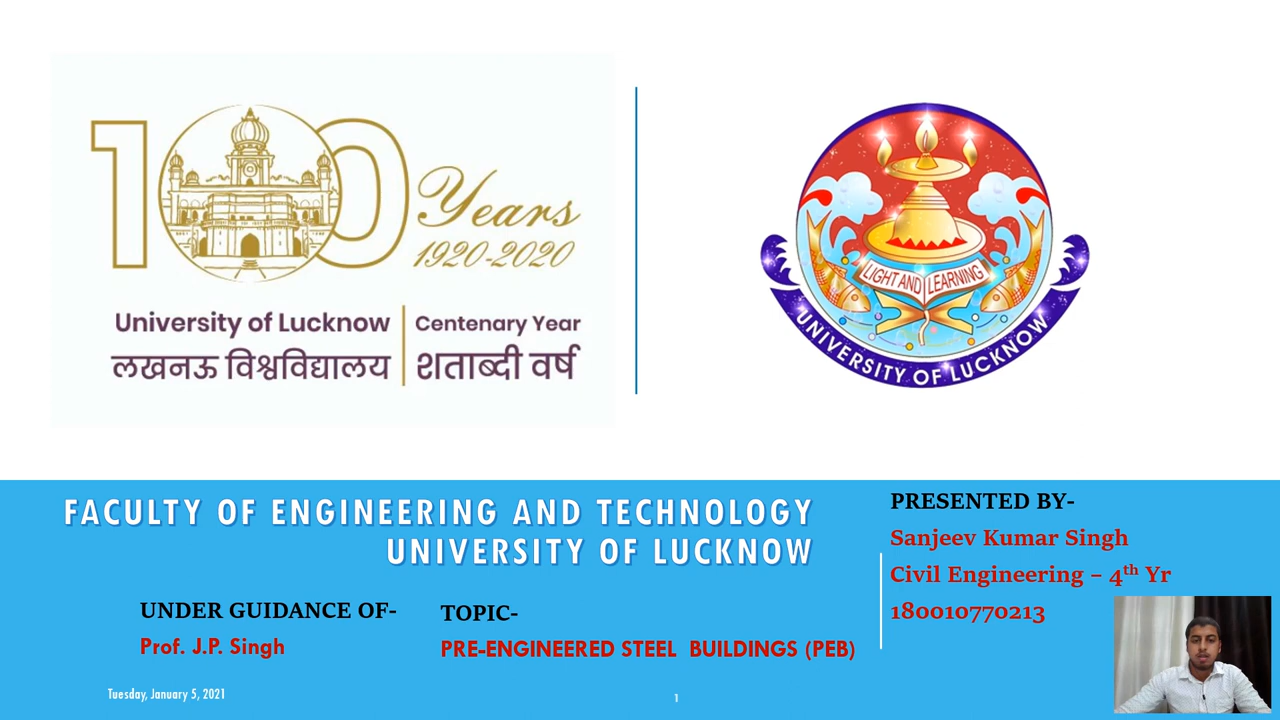 100 Years
1920-2020
University of Lucknow
लखनऊ विश्वविद्यालय
Centenary Year
शताब्दी वर्ष
LIGHT AND LEARNING
UNIVERSITY OF LUCKNOW
FACULTY OF ENGINEERING AND TECHNOLOGY
UNIVERSITY OF LUCKNOW
UNDER GUIDANCE OF-
Prof. J.P. Singh
TOPIC-
PRE-ENGINEERED STEEL BUILDINGS (PEB)
PRESENTED BY-
Sanjeev Kumar Singh
Civil Engineering – 4th Yr
180010770213
Tuesday, January 5, 2021
1